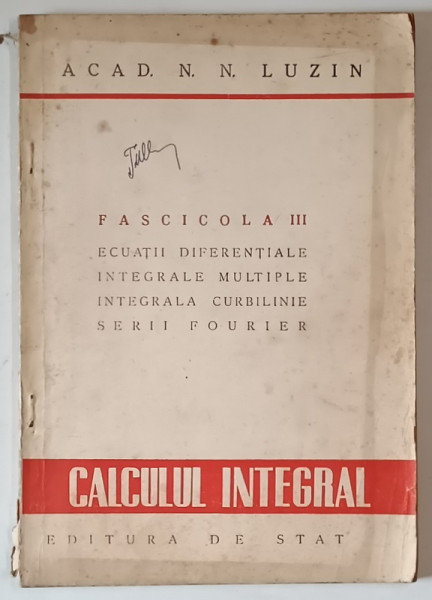 ACAD. N. N. LUZIN
FASCICOLA III
ECUAȚII DIFERENȚIALE
INTEGRALE MULTIPLE
INTEGRALA CURBILINIE
SERII FOURIER
CALCULUL INTEGRAL
EDITURA DE STAT